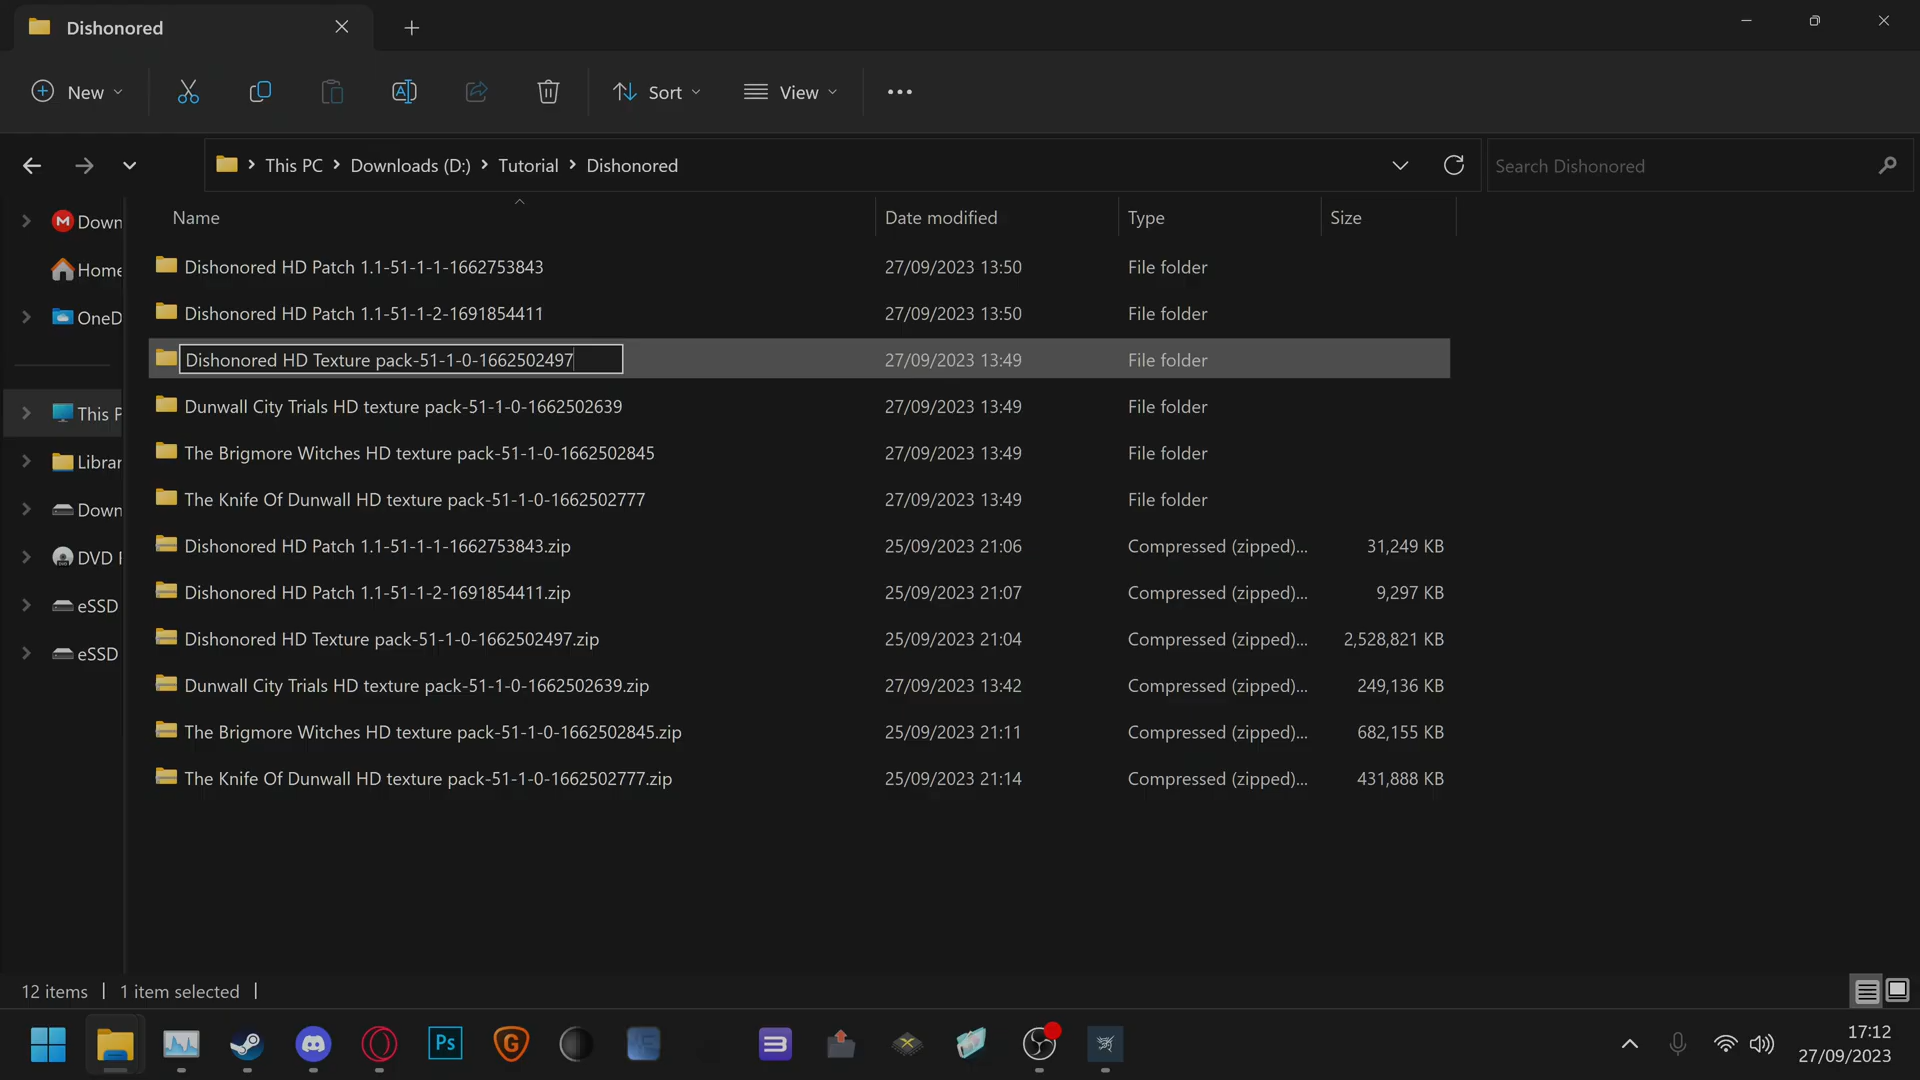 Dishonored
New
Sort
View
This PC
Downloads (D:)
Tutorial
Dishonored
Search Dishonored
Name
Date modified
Type
Size
Down
Home
OneD
This P
Librar
Down
DVD
eSSD
eSSD
Dishonored HD Patch 1.1-51-1-1-1662753843 27/09/2023 13:50 File folder
Dishonored HD Patch 1.1-51-1-2-1691854411 27/09/2023 13:50 File folder
Dishonored HD Texture pack-51-1-0-1662502497 27/09/2023 13:49 File folder
Dunwall City Trials HD texture pack-51-1-0-1662502639 27/09/2023 13:49 File folder
The Brigmore Witches HD texture pack-51-1-0-1662502845 27/09/2023 13:49 File folder
The Knife Of Dunwall HD texture pack-51-1-0-1662502777 27/09/2023 13:49 File folder
Dishonored HD Patch 1.1-51-1-1-1662753843.zip 25/09/2023 21:06 Compressed (zipped)... 31,249 KB
Dishonored HD Patch 1.1-51-1-2-1691854411.zip 25/09/2023 21:07 Compressed (zipped)... 9,297 KB
Dishonored HD Texture pack-51-1-0-1662502497.zip 25/09/2023 21:04 Compressed (zipped)... 2,528,821 KB
Dunwall City Trials HD texture pack-51-1-0-1662502639.zip 27/09/2023 13:42 Compressed (zipped)... 249,136 KB
The Brigmore Witches HD texture pack-51-1-0-1662502845.zip 25/09/2023 21:11 Compressed (zipped)... 682,155 KB
The Knife Of Dunwall HD texture pack-51-1-0-1662502777.zip 25/09/2023 21:14 Compressed (zipped)... 431,888 KB
12 items
1 item selected
Ps
17:12
27/09/2023